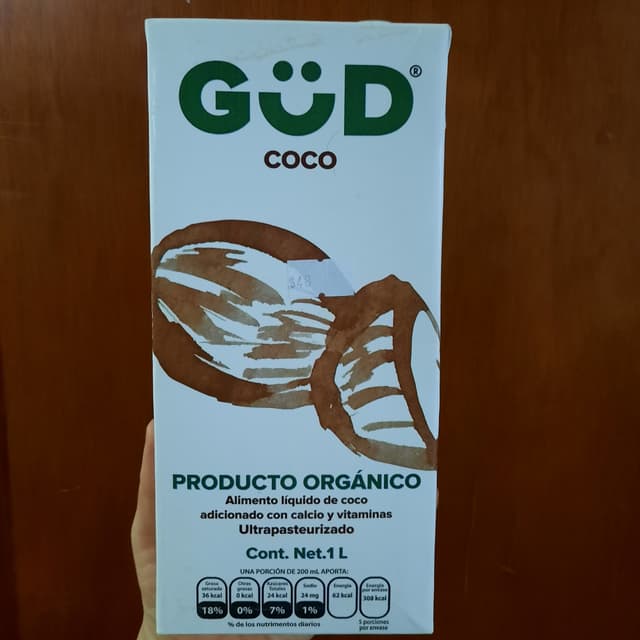 GÜD®
COCO
$48
PRODUCTO ORGÁNICO
Alimento líquido de coco
adicionado con calcio y vitaminas
Ultrapasteurizado
Cont. Net.1 L
UNA PORCIÓN DE 200 mL APORTA:
Grasa saturada 36 kcal 18%
Otras grasas 0 kcal 0%
Azúcares Totales 24 kcal 7%
Sodio 24 mg 1%
Energía 62 kcal
Energía por envase 308 kcal
% de los nutrimentos diarios
5 porciones
por envase